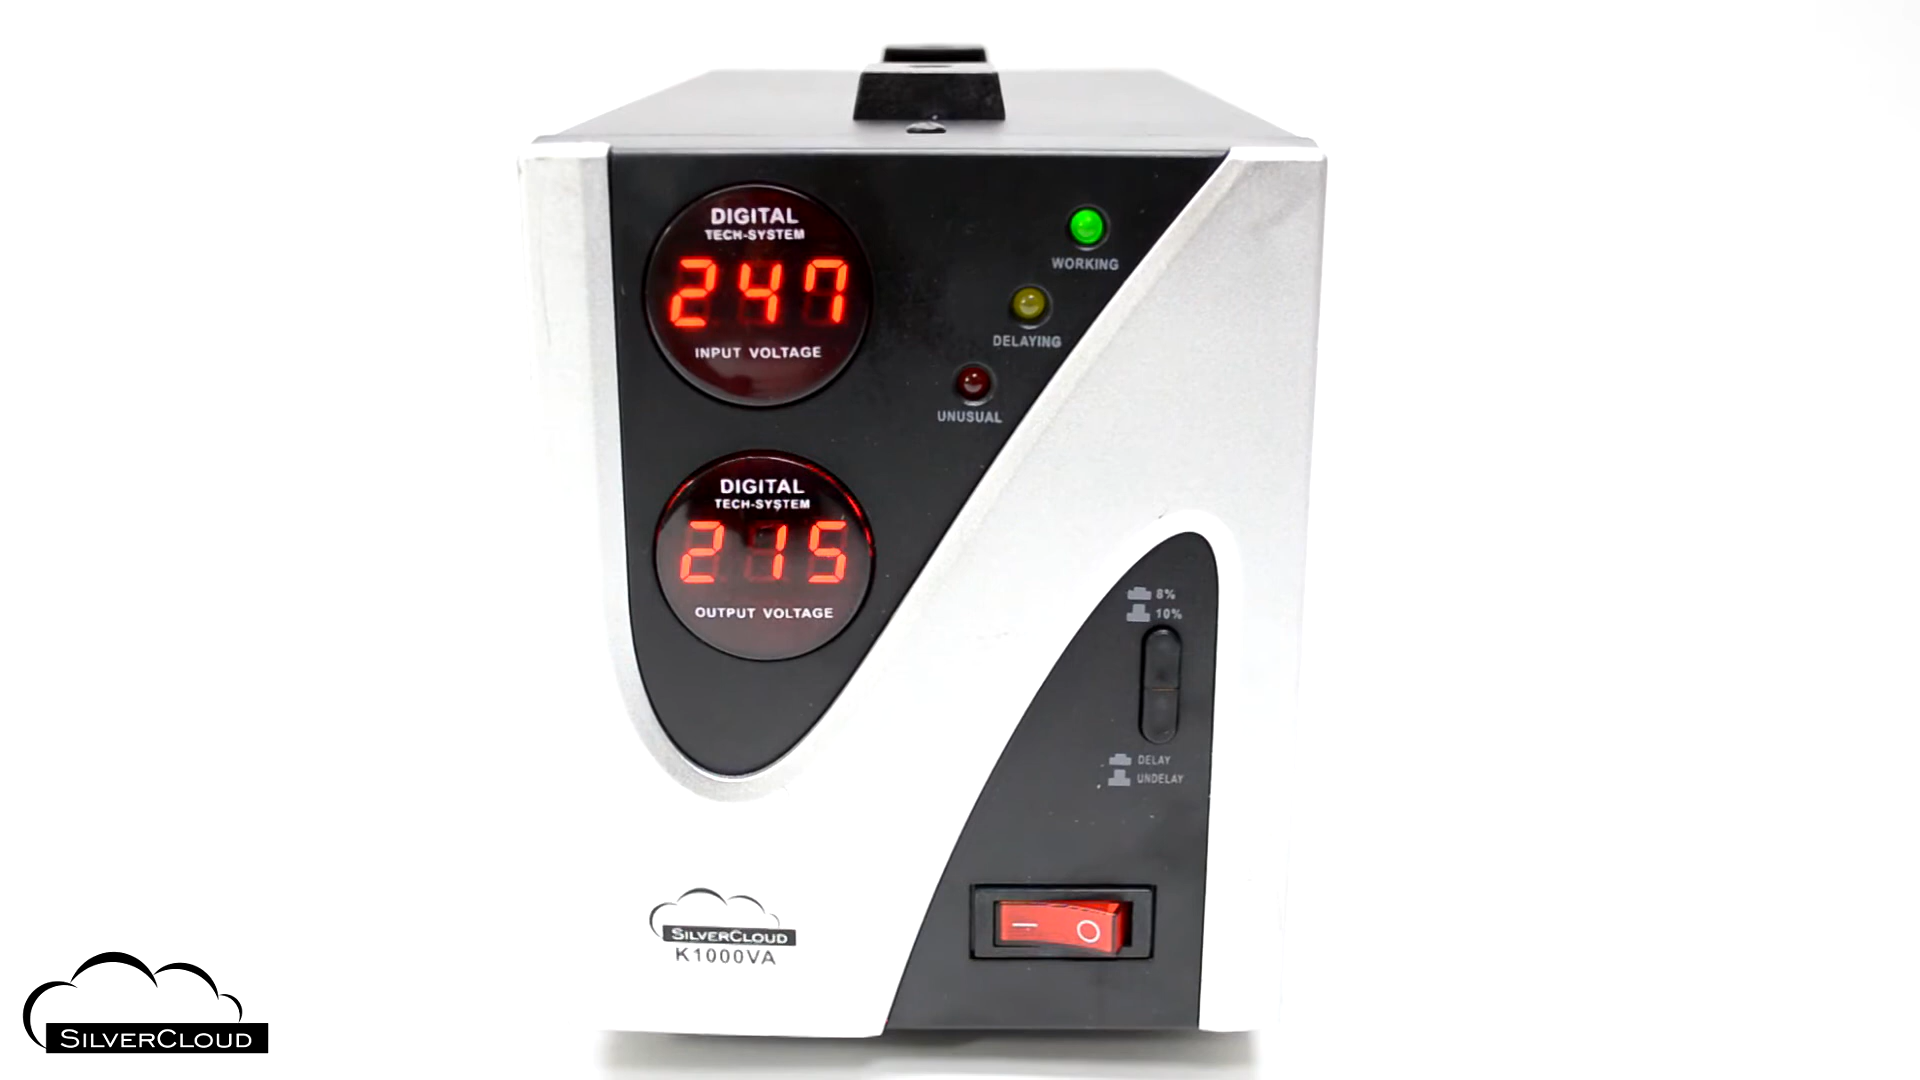 DIGITAL
TECH-SYSTEM
247
INPUT VOLTAGE
WORKING
DELAYING
UNUSUAL
DIGITAL
TECH-SYSTEM
215
OUTPUT VOLTAGE
8%
10%
DELAY
UNDELAY
SILVERCLOUD
K1000VA
SILVERCLOUD